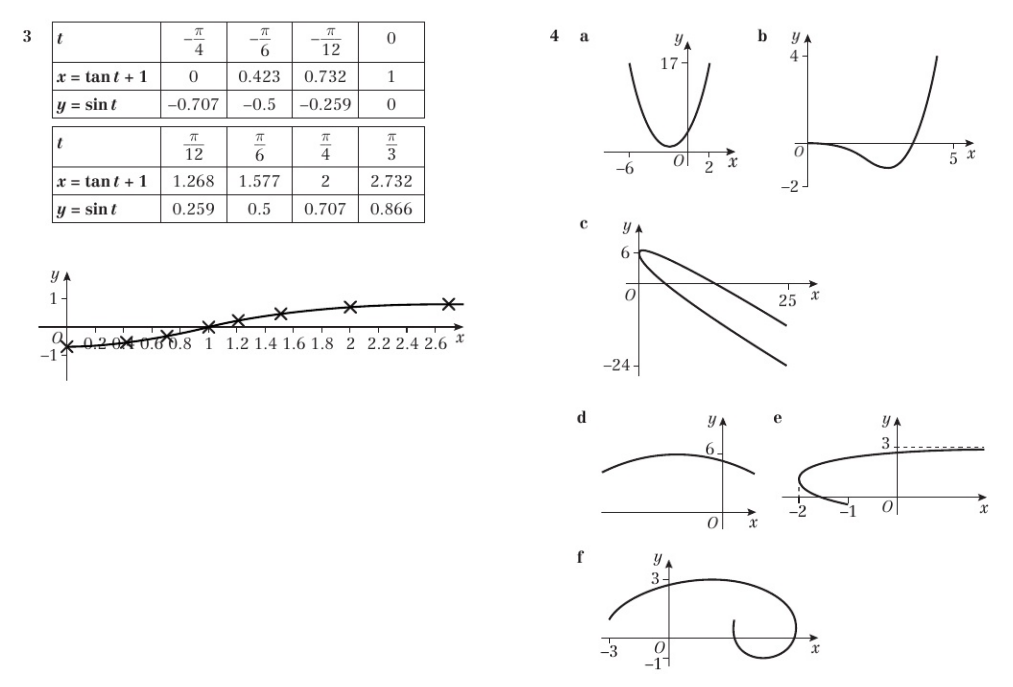 3
t −π/4 −π/6 −π/12 0
x = tan t + 1 0 0.423 0.732 1
y = sin t −0.707 −0.5 −0.259 0
t π/12 π/6 π/4 π/3
x = tan t + 1 1.268 1.577 2 2.732
y = sin t 0.259 0.5 0.707 0.866
y
1
O 0.2 0.4 0.6 0.8 1 1.2 1.4 1.6 1.8 2 2.2 2.4 2.6 x
−1
4 a
y
17
−6 O 2 x
b
y
4
O 5 x
−2
c
y
6
O 25 x
−24
d
y
6
O x
e
y
3
−2 −1 O x
f
y
3
−3 O x
−1